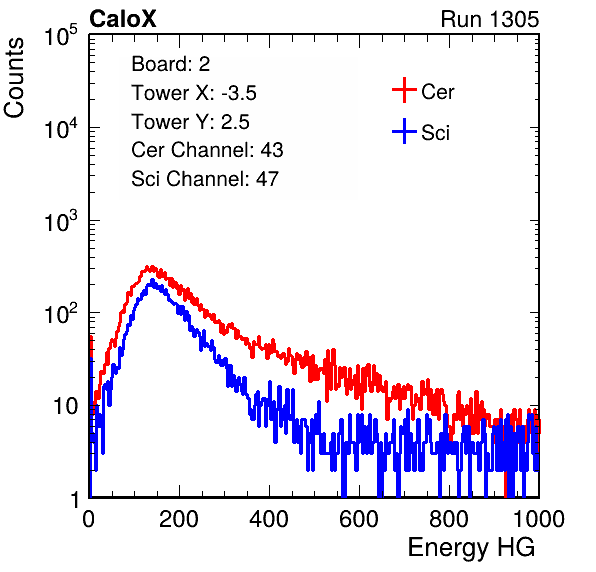 CaloX Run 1305
Counts
Board: 2
Tower X: -3.5
Tower Y: 2.5
Cer Channel: 43
Sci Channel: 47
Cer
Sci
10^5
10^4
10^3
10^2
10
1
0 200 400 600 800 1000
Energy HG